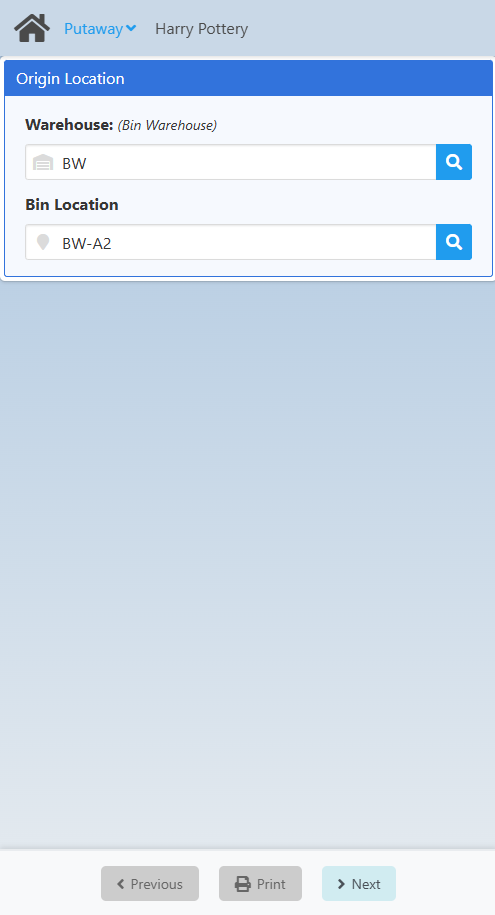 Putaway Harry Pottery
Origin Location
Warehouse: (Bin Warehouse)
BW
Bin Location
BW-A2
Previous Print Next